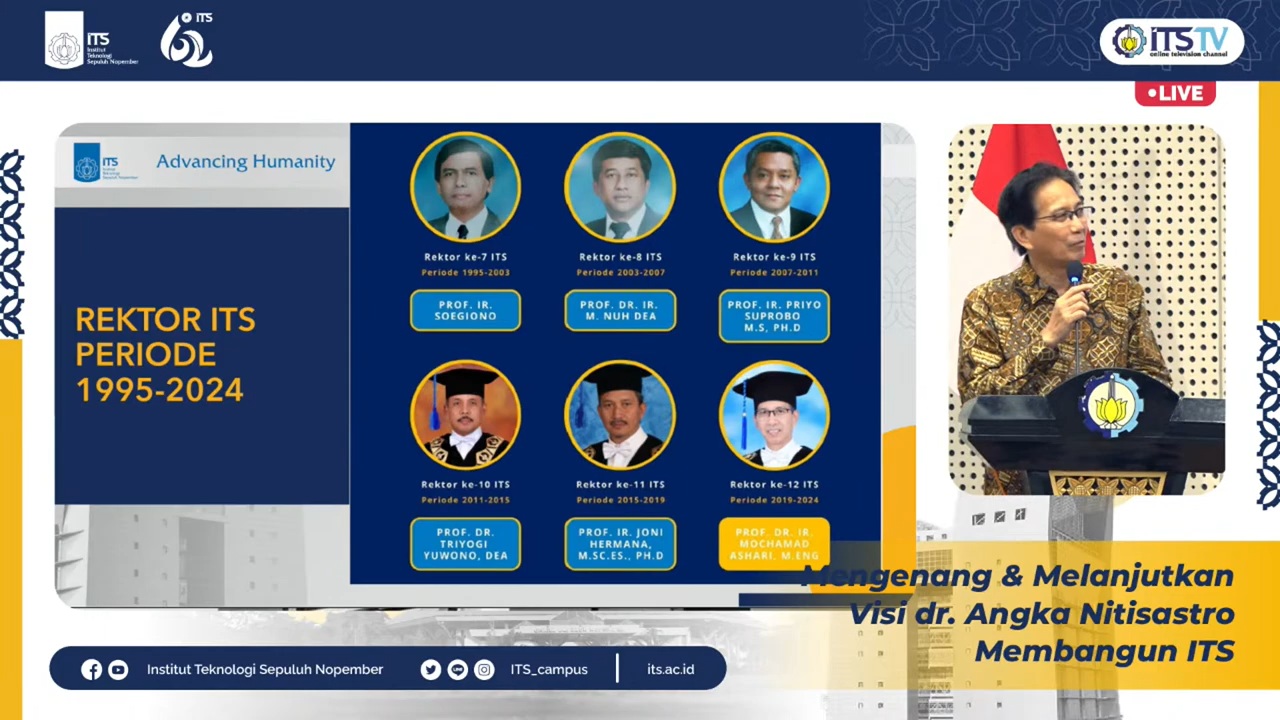 ITS
Institut
Teknologi
Sepuluh Nopember
ITS
iTSTV
online television channel
•LIVE
ITS
Institut
Teknologi
Sepuluh Nopember
Advancing Humanity
REKTOR ITS
PERIODE
1995-2024
Rektor ke-7 ITS
Periode 1995-2003
PROF. IR.
SOEGIONO
Rektor ke-8 ITS
Periode 2003-2007
PROF. DR. IR.
M. NUH DEA
Rektor ke-9 ITS
Periode 2007-2011
PROF. IR. PRIYO
SUPROBO
M.S, PH.D
Rektor ke-10 ITS
Periode 2011-2015
PROF. DR.
TRIYOGI
YUWONO, DEA
Rektor ke-11 ITS
Periode 2015-2019
PROF. IR. JONI
HERMANA,
M.SC.ES., PH.D
Rektor ke-12 ITS
Periode 2019-2024
PROF. DR. IR.
MOCHAMAD
ASHARI, M.ENG
Mengenang & Melanjutkan
Visi dr. Angka Nitisastro
Membangun ITS
Institut Teknologi Sepuluh Nopember
ITS_campus
its.ac.id